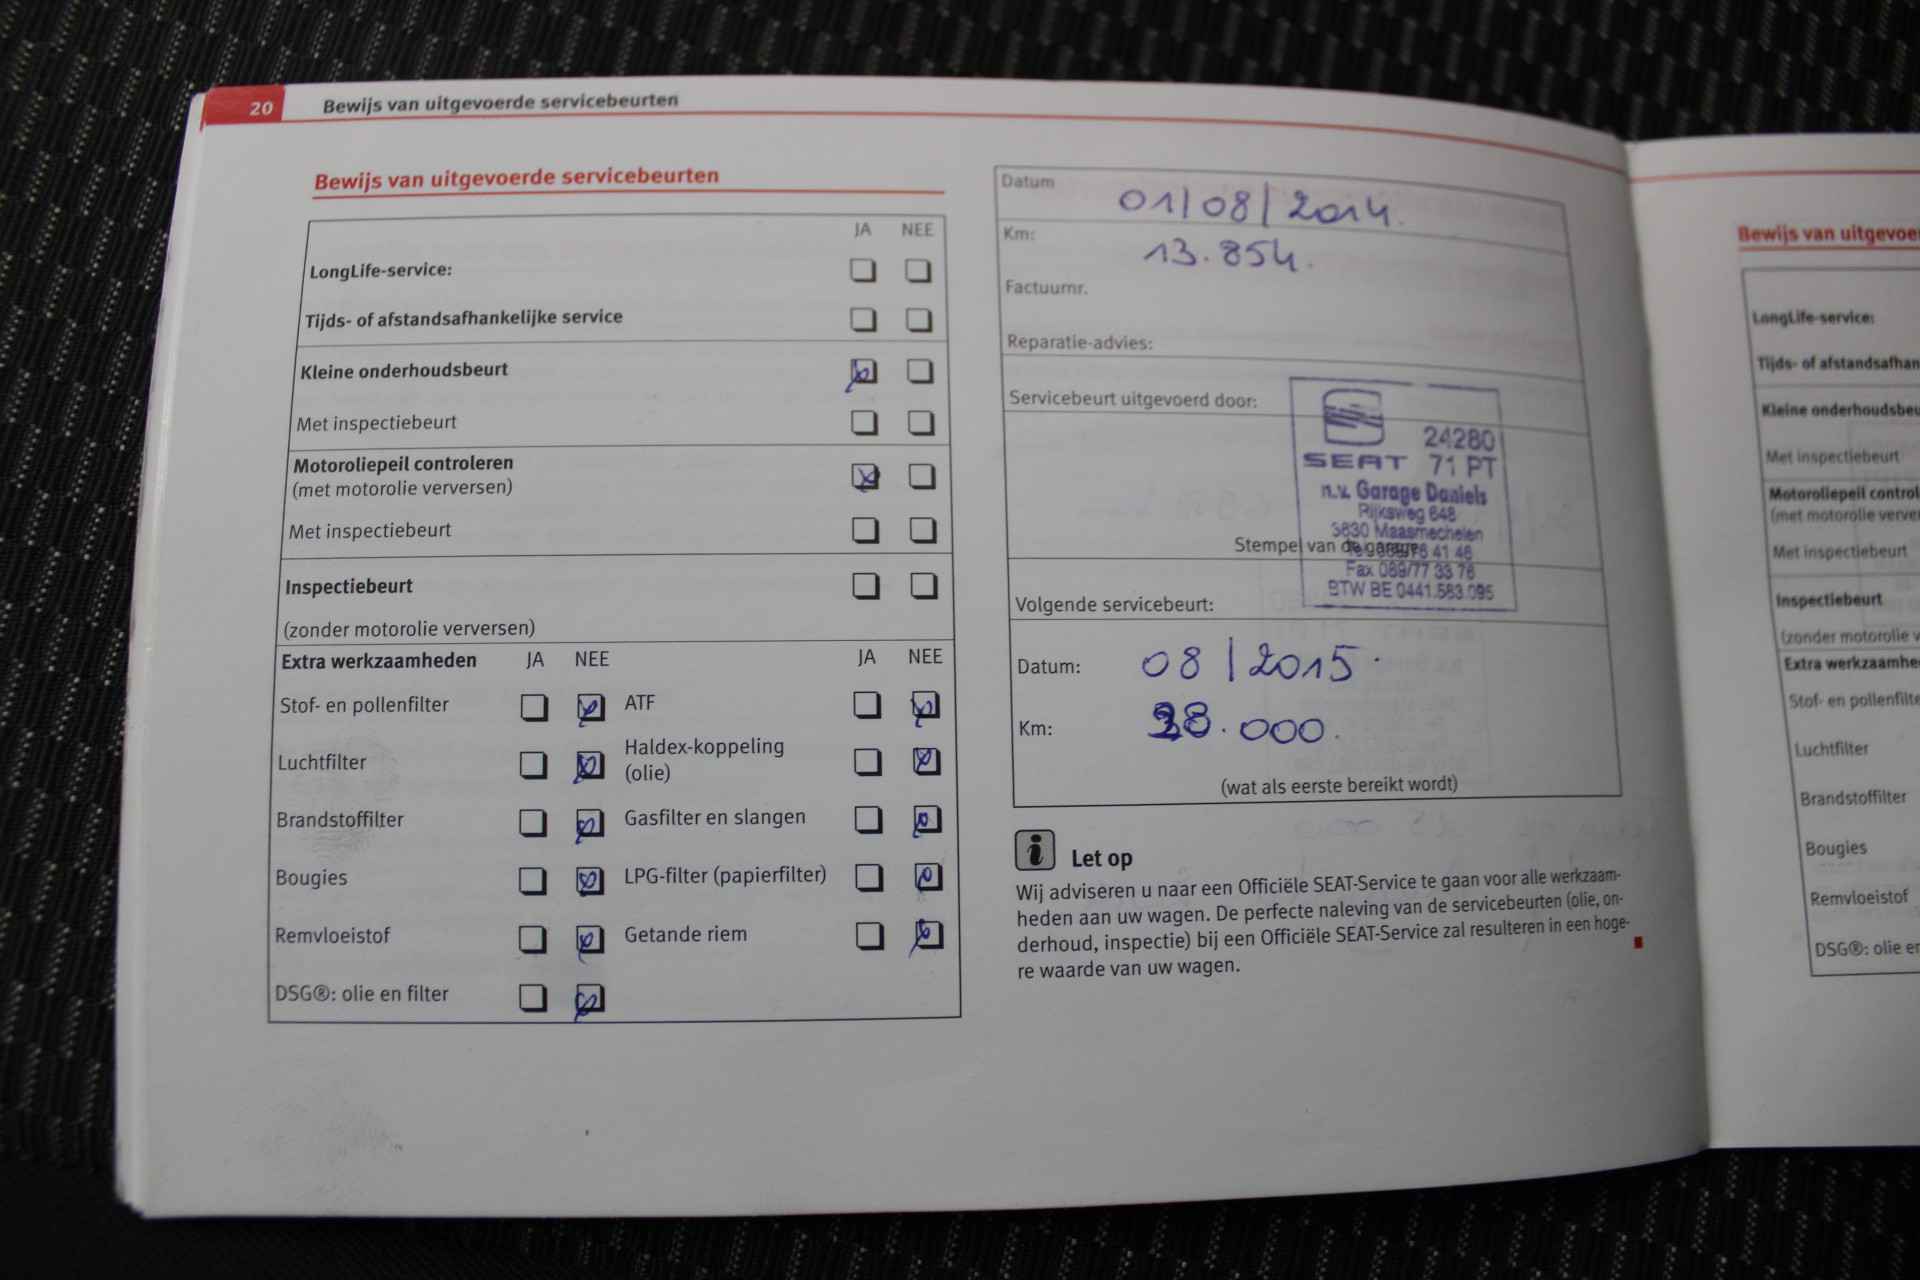 20 Bewijs van uitgevoerde servicebeurten
Bewijs van uitgevoerde servicebeurten
JA NEE
LongLife-service:
Tijds- of afstandsafhankelijke service
Kleine onderhoudsbeurt
Met inspectiebeurt
Motoroliepeil controleren
(met motorolie verversen)
Met inspectiebeurt
Inspectiebeurt
(zonder motorolie verversen)
Extra werkzaamheden JA NEE JA NEE
Stof- en pollenfilter ATF
Luchtfilter Haldex-koppeling
(olie)
Brandstoffilter Gasfilter en slangen
Bougies LPG-filter (papierfilter)
Remvloeistof Getande riem
DSG®: olie en filter
Datum 01/08/2014.
Km: 13.854.
Factuurnr.
Reparatie-advies:
Servicebeurt uitgevoerd door:
24280
SEAT 71 PT
n.v. Garage Daniels
Rijksweg 648
3630 Maasmechelen
76 41 46
Stempel van de garage
Fax 089/77 33 76
BTW BE 0441.583.095
Volgende servicebeurt:
Datum: 08/2015.
Km: .000.
(wat als eerste bereikt wordt)
i Let op
Wij adviseren u naar een Officiële SEAT-Service te gaan voor alle werkzaam-
heden aan uw wagen. De perfecte naleving van de servicebeurten (olie, on-
derhoud, inspectie) bij een Officiële SEAT-Service zal resulteren in een hoge-
re waarde van uw wagen.
Bewijs van uitgevoe
LongLife-service:
Tijds- of afstandsafhan
Kleine onderhoudsbeu
Met inspectiebeurt
Motoroliepeil control
(met motorolie verver
Met inspectiebeurt
Inspectiebeurt
(zonder motorolie v
Extra werkzaamhe
Stof- en pollenfilte
Luchtfilter
Brandstoffilter
Bougies
Remvloeistof
DSG®: olie en